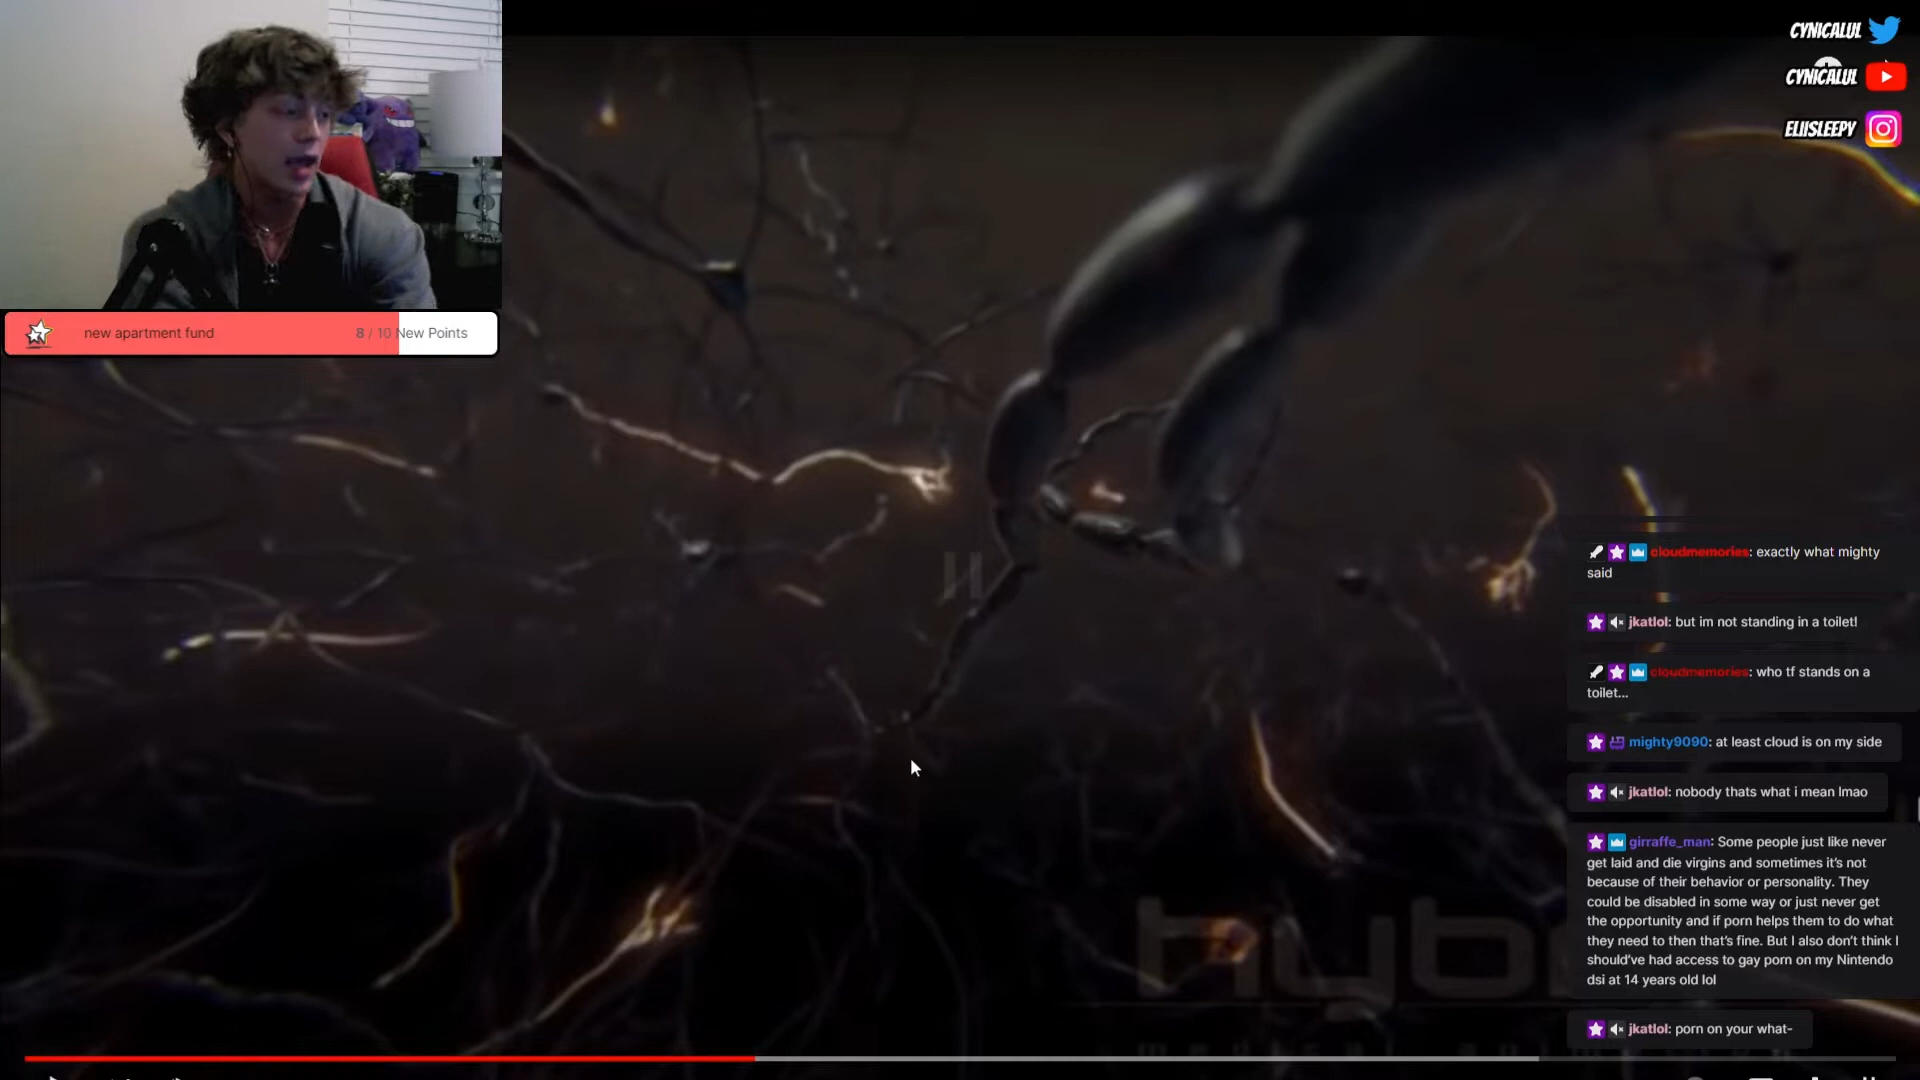 CYNICALUL
CYNICALUL
ELIISLEEPY
new apartment fund 8 / 10 New Points
cloudmemories: exactly what mighty
said
jkatlol: but im not standing in a toilet!
cloudmemories: who tf stands on a
toilet...
mighty9090: at least cloud is on my side
jkatlol: nobody thats what i mean lmao
girraffe_man: Some people just like never
get laid and die virgins and sometimes it's not
because of their behavior or personality. They
could be disabled in some way or just never get
the opportunity and if porn helps them to do what
they need to then that's fine. But I also don't think I
should've had access to gay porn on my Nintendo
dsi at 14 years old lol
jkatlol: porn on your what-